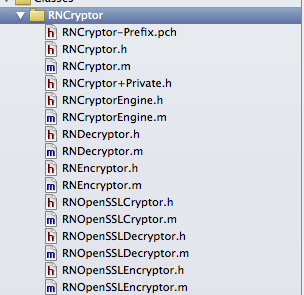 Classes
RNCryptor
RNCryptor-Prefix.pch
RNCryptor.h
RNCryptor.m
RNCryptor+Private.h
RNCryptorEngine.h
RNCryptorEngine.m
RNDecryptor.h
RNDecryptor.m
RNEncryptor.h
RNEncryptor.m
RNOpenSSLCryptor.h
RNOpenSSLCryptor.m
RNOpenSSLDecryptor.h
RNOpenSSLDecryptor.m
RNOpenSSLEncryptor.h
RNOpenSSLEncryptor.m